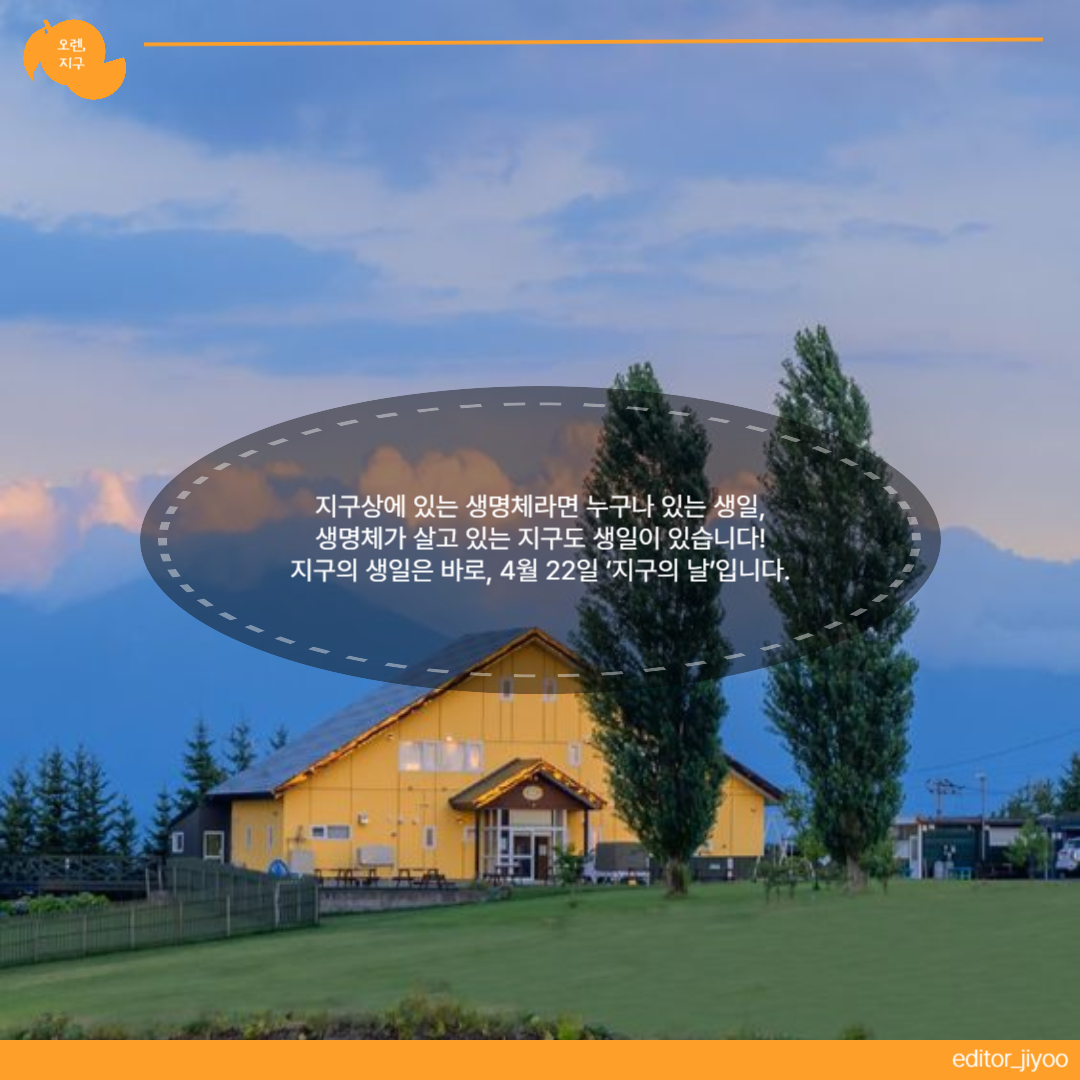 오렌,
지구
지구상에 있는 생명체라면 누구나 있는 생일,
생명체가 살고 있는 지구도 생일이 있습니다!
지구의 생일은 바로, 4월 22일 ‘지구의 날’입니다.
editor_jiyoo